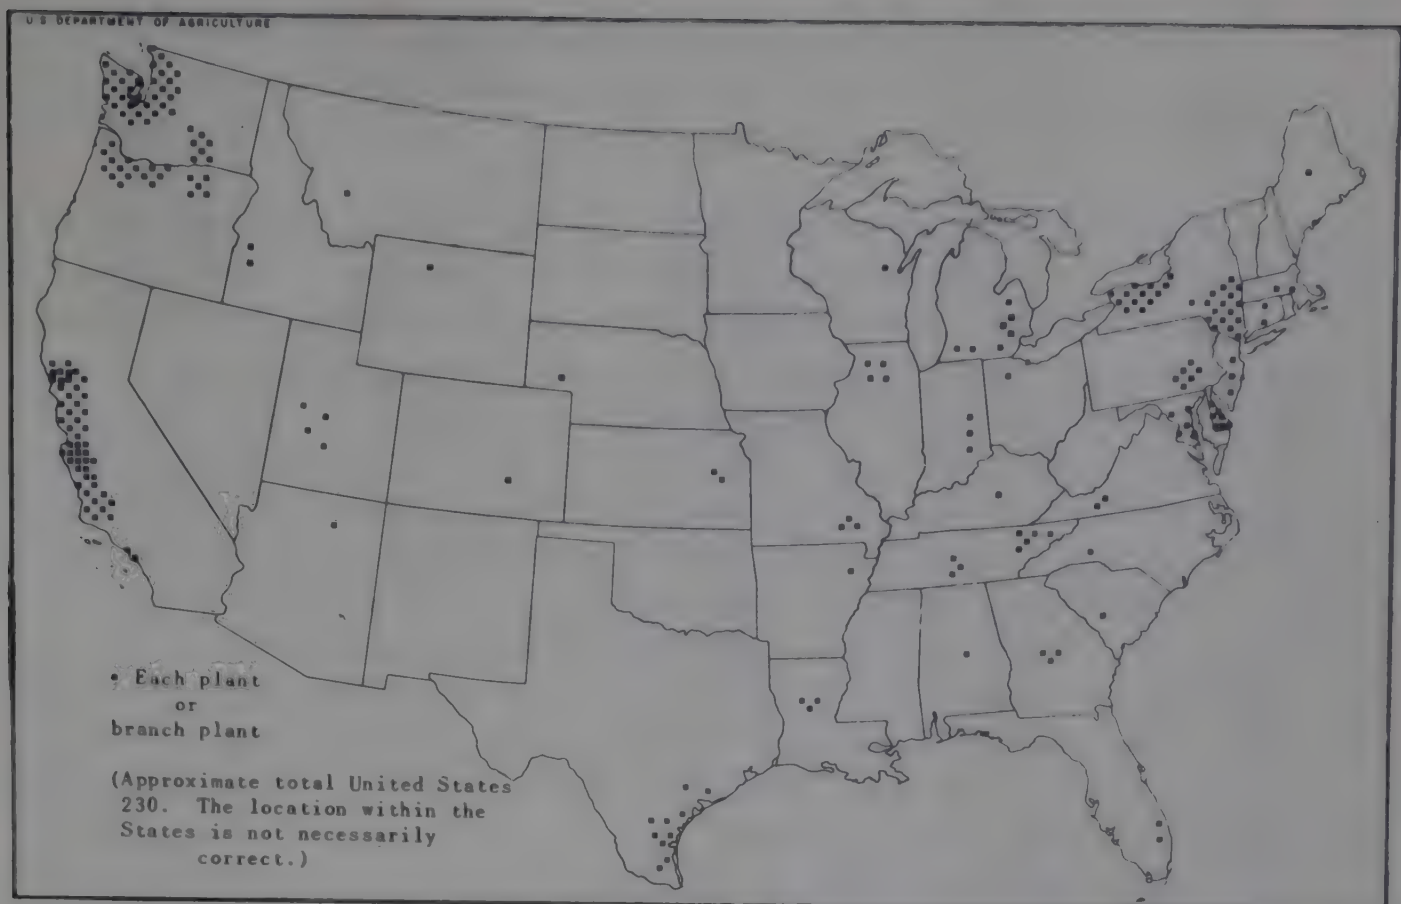 U S DEPARTMENT OF AGRICULTURE
• Each plant
or
branch plant
(Approximate total United States
230. The location within the
States is not necessarily
correct.)